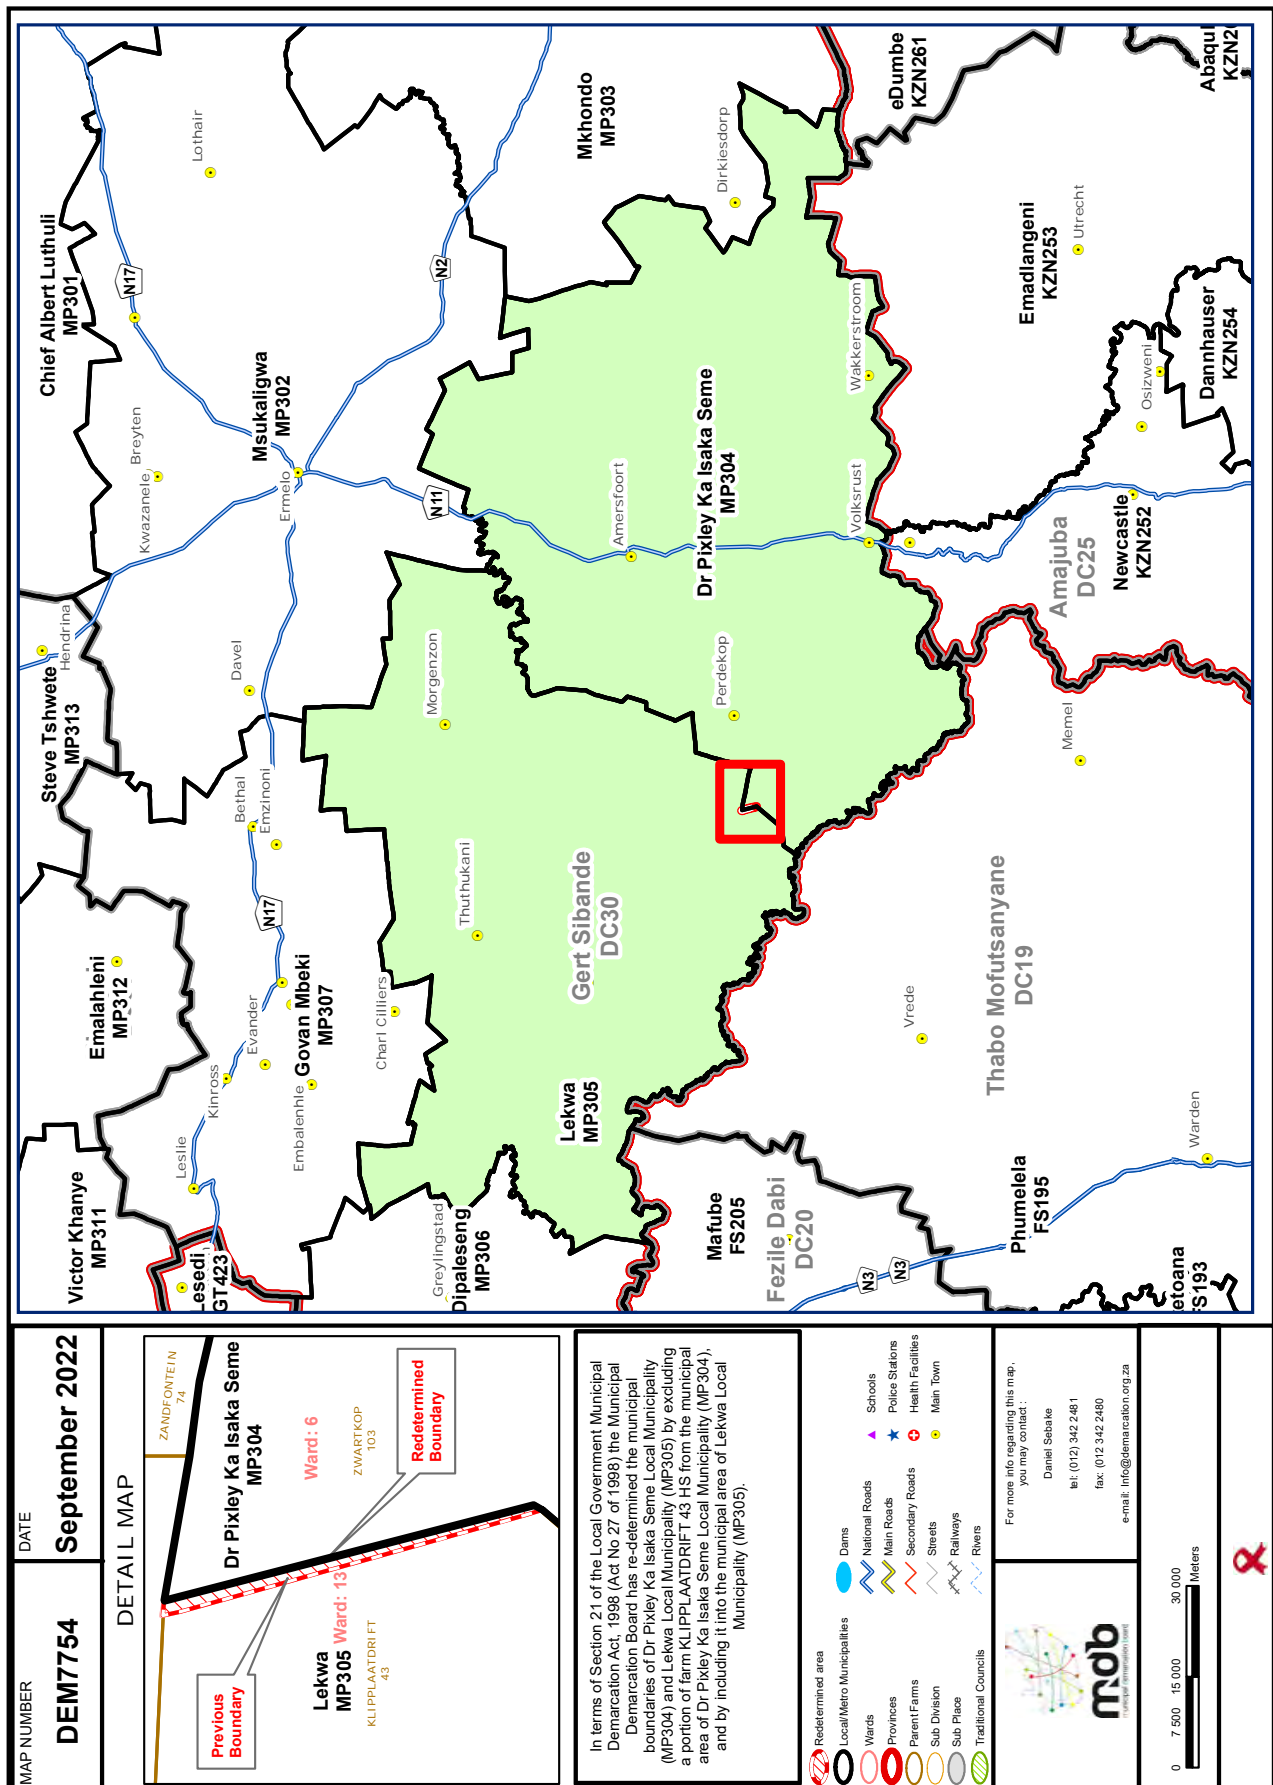 MAP NUMBER
DEM7754
DATE
September 2022
DETAIL MAP
ZANDFONTEIN
74
Dr Pixley Ka Isaka Seme
MP304
Ward: 6
ZWARTKOP
103
Redetermined
Boundary
Previous
Boundary
Lekwa
MP305
Ward: 13
KLIPPLAATDRIFT
43
In terms of Section 21 of the Local Government Municipal
Demarcation Act, 1998 (Act No 27 of 1998) the Municipal
Demarcation Board has re-determined the municipal
boundaries of Dr Pixley Ka Isaka Seme Local Municipality
(MP304) and Lekwa Local Municipality (MP305) by excluding
a portion of farm KLIPPLAATDRIFT 43 HS from the municipal
area of Dr Pixley Ka Isaka Seme Local Municipality (MP304),
and by including it into the municipal area of Lekwa Local
Municipality (MP305).
Redetermined area
Local/Metro Municipalities
Wards
Provinces
Parent Farms
Sub Division
Sub Place
Traditional Councils
Dams
National Roads
Main Roads
Secondary Roads
Streets
Railways
Rivers
Schools
Police Stations
Health Facilities
Main Town
mdb
municipal demarcation board
For more info regarding this map,
you may contact :
Daniel Sebake
tel: (012) 342 2481
fax: (012 342 2480
e-mail: Info@demarcation.org.za
0 7 500 15 000 30 000
Meters
Victor Khanye
MP311
Lesedi
GT423
Leslie
Kinross
Evander
Embalenhle
Emalahleni
MP312
Govan Mbeki
MP307
Charl Cilliers
N17
Steve Tshwete
MP313
Hendrina
Bethal
Emzinoni
Davel
Kwazanele
Breyten
Ermelo
Msukaligwa
MP302
Chief Albert Luthuli
MP301
N17
Lothair
N2
N11
Mkhondo
MP303
Dirkiesdorp
Greylingstad
Dipaleseng
MP306
Thuthukani
Morgenzon
Gert Sibande
DC30
Lekwa
MP305
Amersfoort
Perdekop
Dr Pixley Ka Isaka Seme
MP304
Volksrust
Wakkerstroom
eDumbe
KZN261
Abaqul
KZN26
Emadlangeni
KZN253
Utrecht
Dannhauser
KZN254
Osizweni
Newcastle
KZN252
Amajuba
DC25
Memel
Thabo Mofutsanyane
DC19
Vrede
Warden
Phumelela
FS195
Mafube
FS205
Fezile Dabi
DC20
N3
N3
etoana
FS193